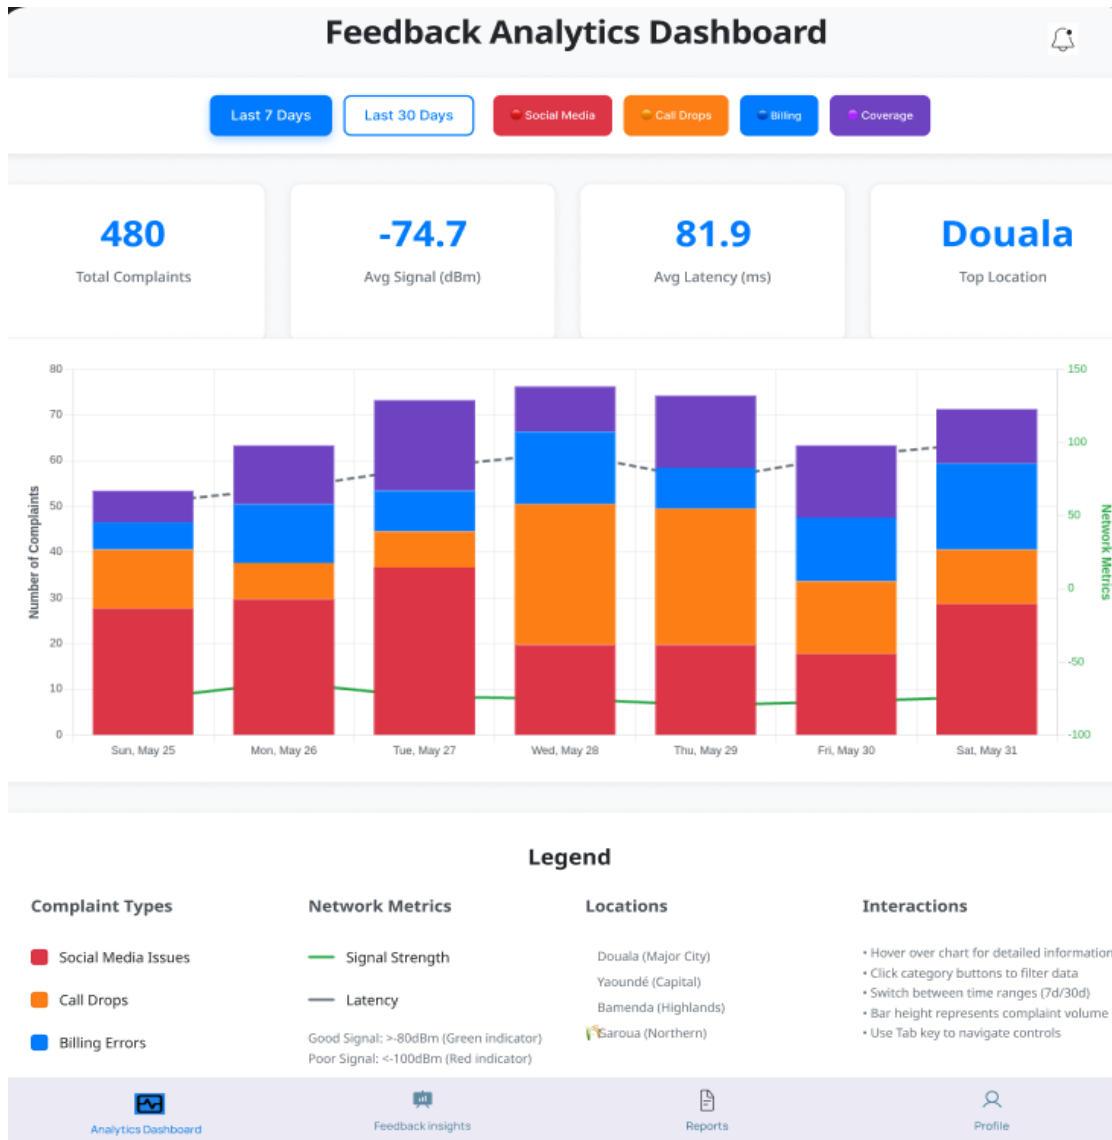 Feedback Analytics Dashboard
Last 7 Days
Last 30 Days
Social Media
Call Drops
Billing
Coverage
480
Total Complaints
-74.7
Avg Signal (dBm)
81.9
Avg Latency (ms)
Douala
Top Location
Number of Complaints
80
70
60
50
40
30
20
10
0
150
100
50
0
-50
-100
Network Metrics
Sun, May 25
Mon, May 26
Tue, May 27
Wed, May 28
Thu, May 29
Fri, May 30
Sat, May 31
Legend
Complaint Types
Social Media Issues
Call Drops
Billing Errors
Network Metrics
Signal Strength
Latency
Good Signal: >-80dBm (Green indicator)
Poor Signal: <-100dBm (Red indicator)
Locations
Douala (Major City)
Yaoundé (Capital)
Bamenda (Highlands)
Garoua (Northern)
Interactions
• Hover over chart for detailed information
• Click category buttons to filter data
• Switch between time ranges (7d/30d)
• Bar height represents complaint volume
• Use Tab key to navigate controls
Analytics Dashboard
Feedback insights
Reports
Profile